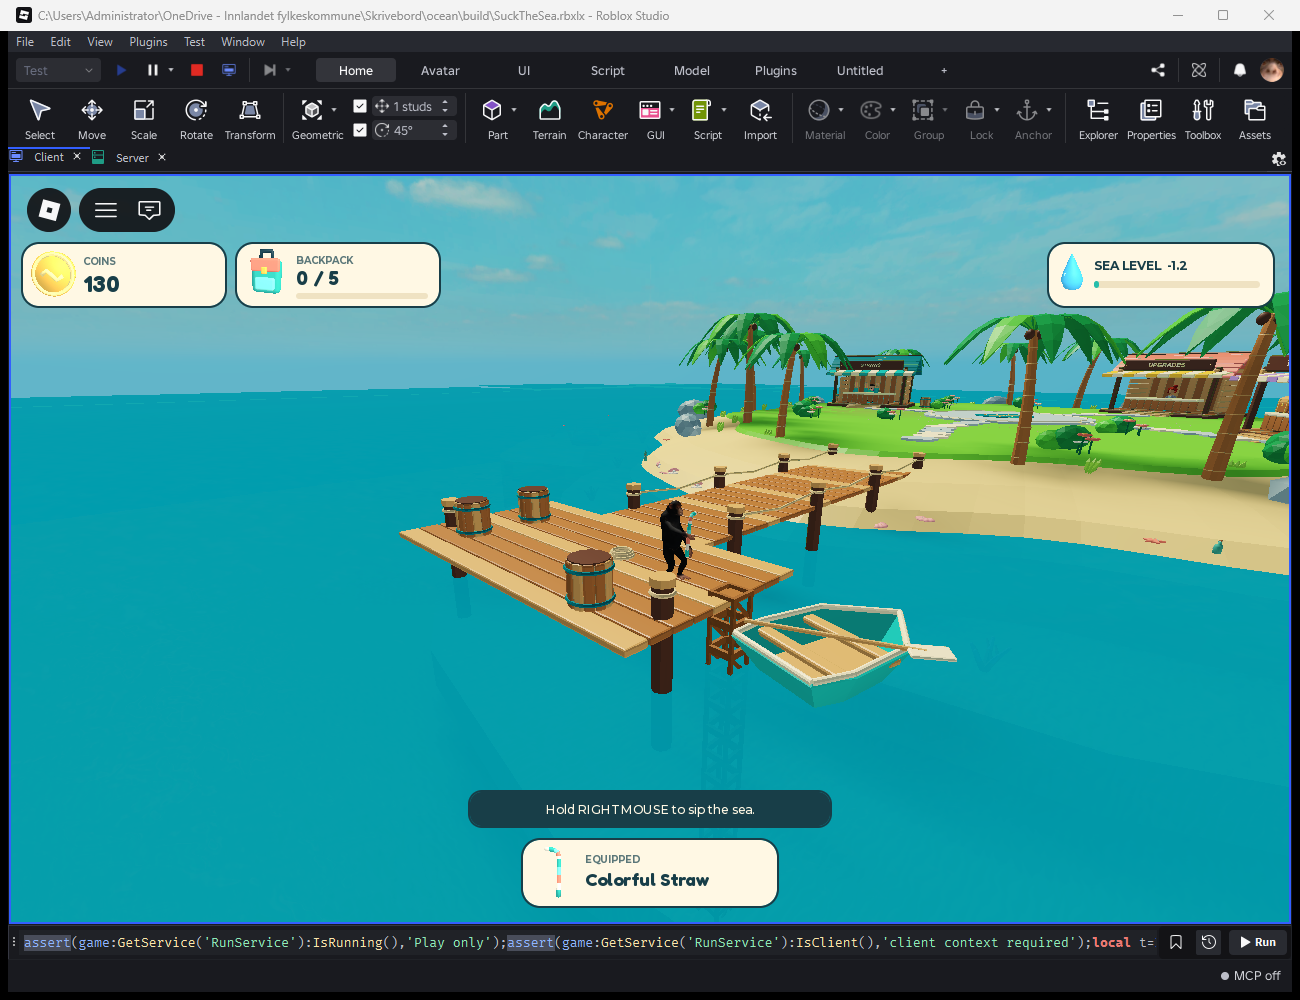 C:\Users\Administrator\OneDrive - Innlandet fylkeskommune\Skrivebord\ocean\build\SuckTheSea.rbxlx - Roblox Studio
File Edit View Plugins Test Window Help
Test Home Avatar UI Script Model Plugins Untitled +
1 studs
45°
Select Move Scale Rotate Transform Geometric Part Terrain Character GUI Script Import Material Color Group Lock Anchor Explorer Properties Toolbox Assets
Client Server
COINS
130
BACKPACK
0 / 5
SEA LEVEL -1.2
UPGRADES
Hold RIGHTMOUSE to sip the sea.
EQUIPPED
Colorful Straw
assert(game:GetService('RunService'):IsRunning(),'Play only');assert(game:GetService('RunService'):IsClient(),'client context required');local t=
Run
MCP off